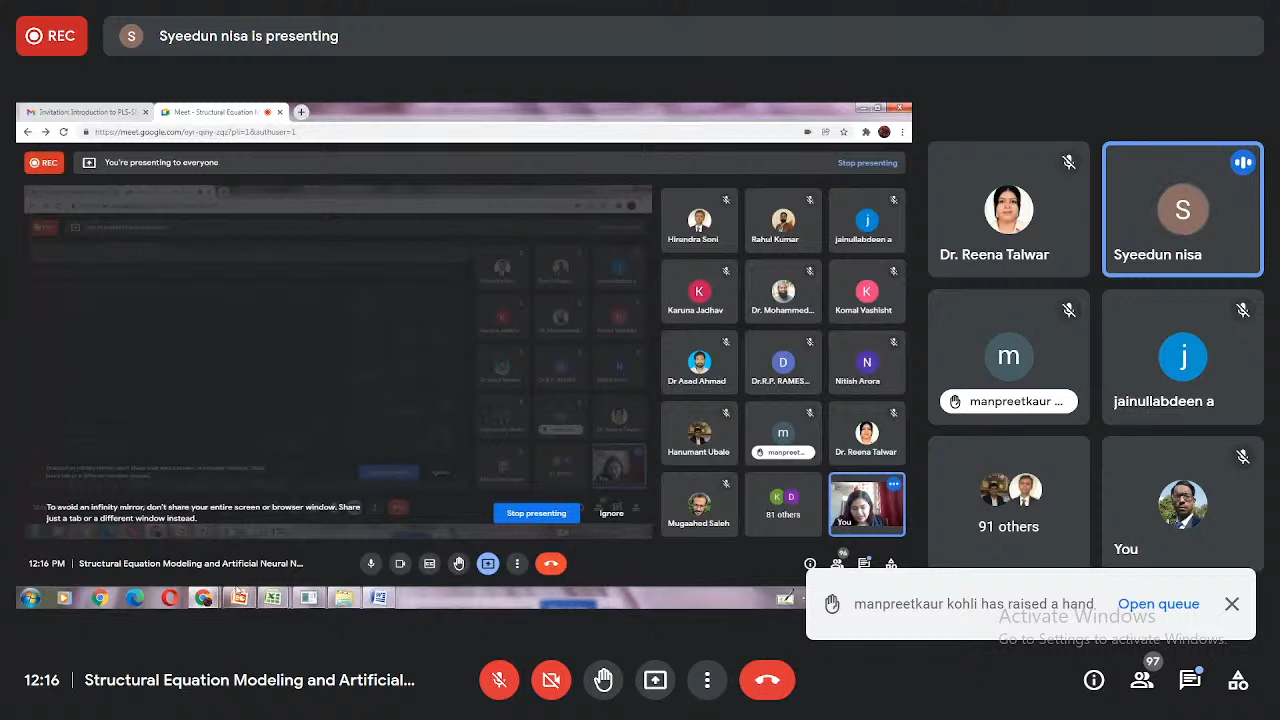 REC
S
Syeedun nisa is presenting
Invitation: Introduction to PLS-S
Meet - Structural Equation M
https://meet.google.com/eyr-qiny-zqz?pli=1&authuser=1
REC
You're presenting to everyone
Stop presenting
Hirendra Soni
Rahul Kumar
j
jainullabdeen a
K
Karuna Jadhav
Dr. Mohammed...
K
Komal Vashisht
Dr Asad Ahmad
D
Dr.R.P. RAMES...
N
Nitish Arora
Hanumant Ubale
m
manpreet...
Dr. Reena Talwar
Mugaahed Saleh
K D
81 others
You
To avoid an infinity mirror, don't share your entire screen or browser window. Share
just a tab or a different window instead.
Stop presenting
Ignore
12:16 PM
Structural Equation Modeling and Artificial Neural N...
96
Dr. Reena Talwar
S
Syeedun nisa
m
manpreetkaur ...
j
jainullabdeen a
91 others
You
manpreetkaur kohli has raised a hand
Open queue
Activate Windows
Go to Settings to activate Windows.
12:16
Structural Equation Modeling and Artificial...
97